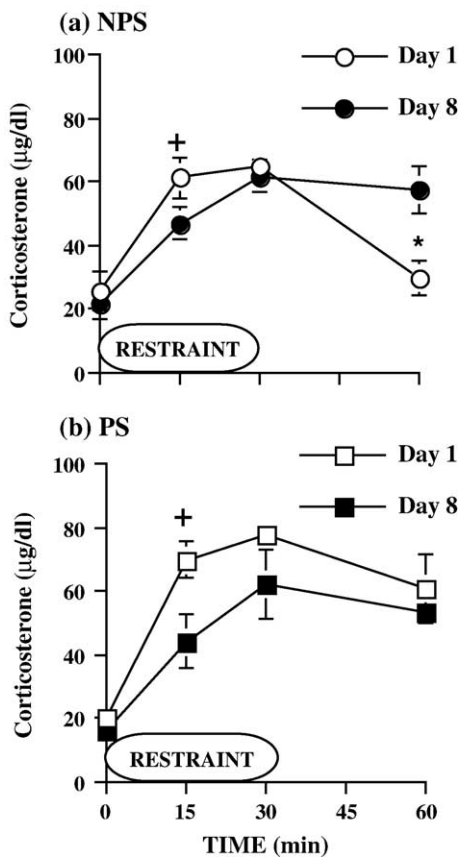 (a) NPS
Day 1
Day 8
Corticosterone (µg/dl)
100
80
60
40
20
0
+
*
RESTRAINT
(b) PS
Day 1
Day 8
Corticosterone (µg/dl)
100
80
60
40
20
0
+
RESTRAINT
0 15 30 45 60
TIME (min)